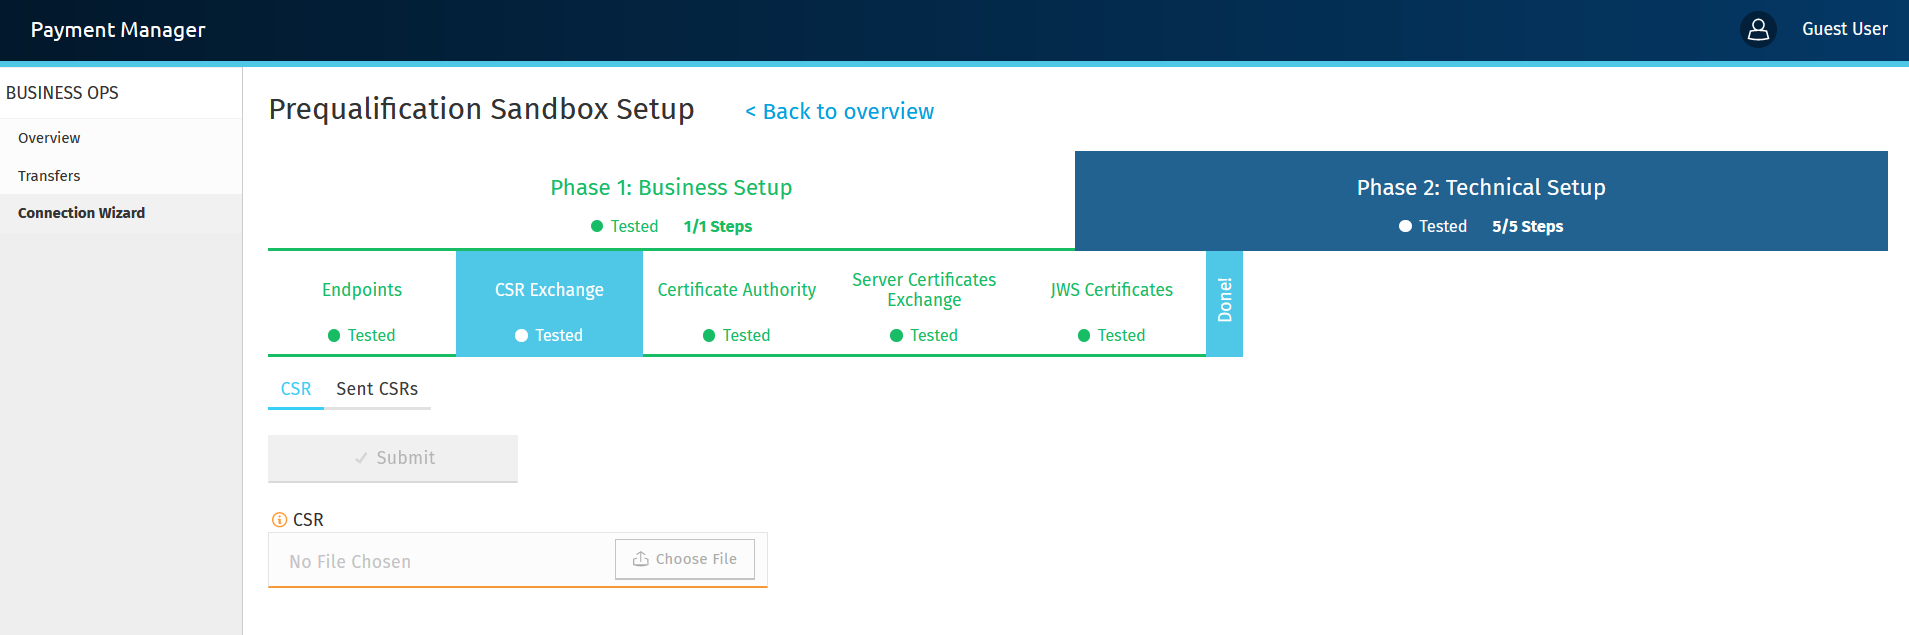 Payment Manager
Guest User
BUSINESS OPS
Overview
Transfers
Connection Wizard
Prequalification Sandbox Setup
< Back to overview
Phase 1: Business Setup
Tested 1/1 Steps
Phase 2: Technical Setup
Tested 5/5 Steps
Endpoints
Tested
CSR Exchange
Tested
Certificate Authority
Tested
Server Certificates
Exchange
Tested
JWS Certificates
Tested
Done!
CSR
Sent CSRs
Submit
CSR
No File Chosen
Choose File